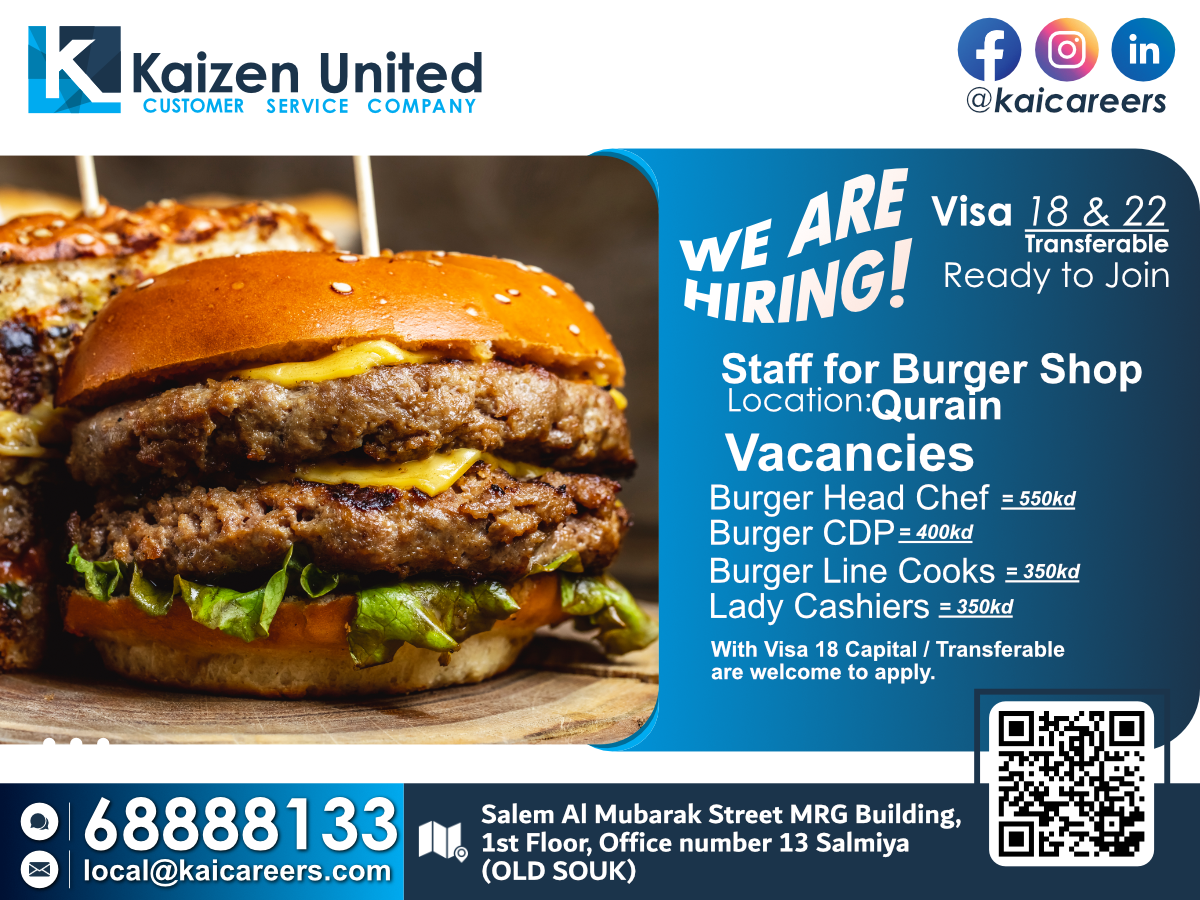 K
Kaizen United
CUSTOMER SERVICE COMPANY
f
in
@kaicareers
WE ARE
HIRING!
Visa 18 & 22
Transferable
Ready to Join
Staff for Burger Shop
Location:Qurain
Vacancies
Burger Head Chef = 550kd
Burger CDP = 400kd
Burger Line Cooks = 350kd
Lady Cashiers = 350kd
With Visa 18 Capital / Transferable
are welcome to apply.
68888133
local@kaicareers.com
Salem Al Mubarak Street MRG Building,
1st Floor, Office number 13 Salmiya
(OLD SOUK)